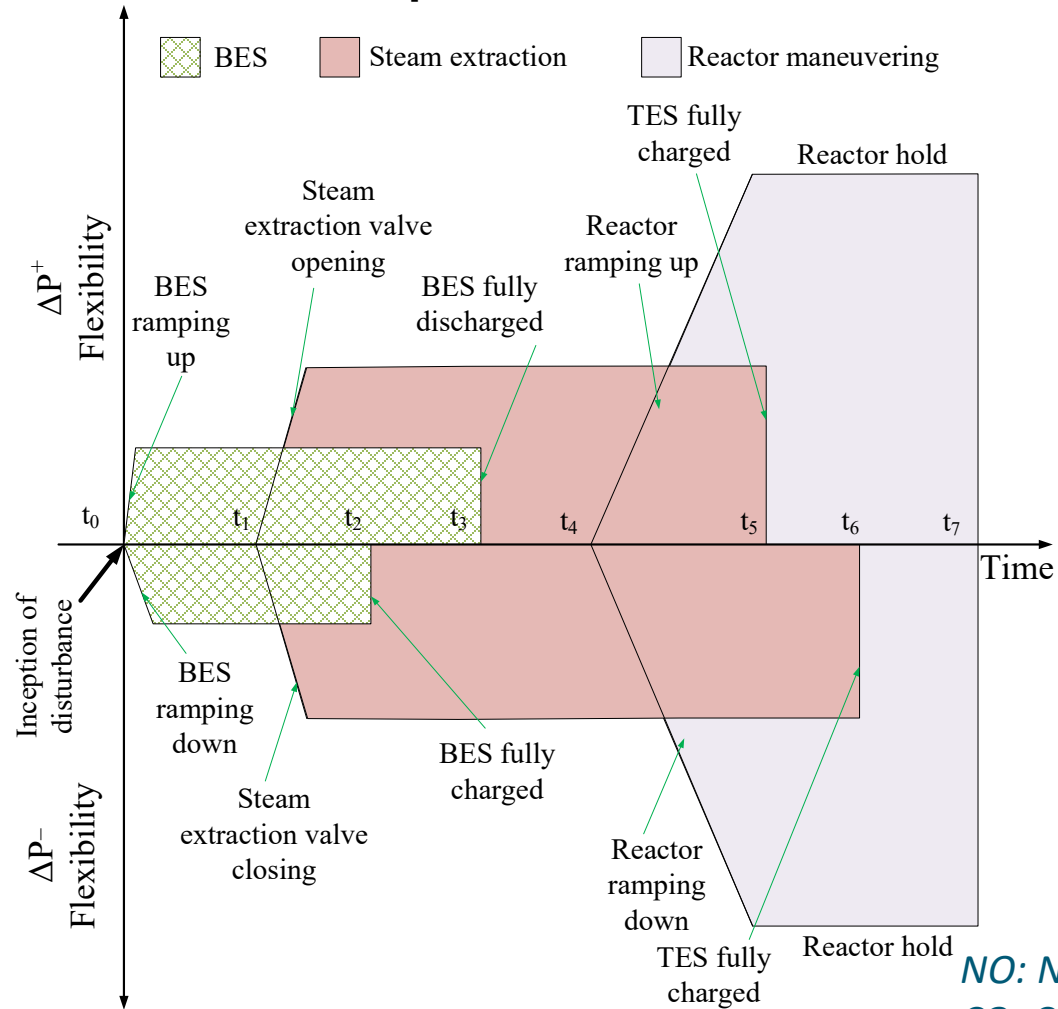 BES
Steam extraction
Reactor maneuvering
TES fully
charged
Reactor hold
Steam
extraction valve
opening
Reactor
ramping up
BES
ramping
up
BES fully
discharged
ΔP⁺
Flexibility
t₀
t₁
t₂
t₃
t₄
t₅
t₆
t₇
Time
Inception of
disturbance
BES
ramping
down
BES fully
charged
Steam
extraction valve
closing
ΔP⁻
Flexibility
Reactor
ramping
down
Reactor hold
TES fully
charged
NO: N